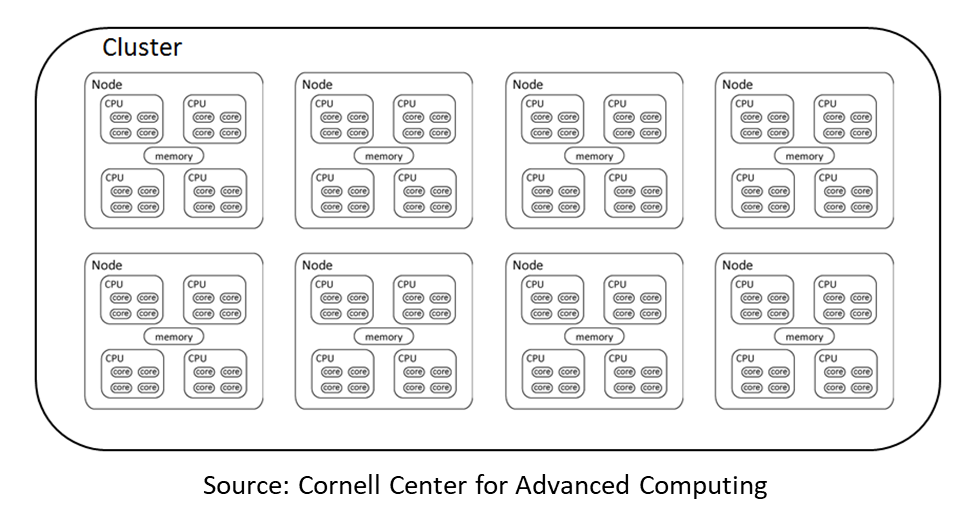 Cluster
Node Node Node Node
CPU CPU CPU CPU CPU CPU CPU CPU
core core core core core core core core core core core core core core core core
core core core core core core core core core core core core core core core core
memory memory memory memory
CPU CPU CPU CPU CPU CPU CPU CPU
core core core core core core core core core core core core core core core core
core core core core core core core core core core core core core core core core
Node Node Node Node
CPU CPU CPU CPU CPU CPU CPU CPU
core core core core core core core core core core core core core core core core
core core core core core core core core core core core core core core core core
memory memory memory memory
CPU CPU CPU CPU CPU CPU CPU CPU
core core core core core core core core core core core core core core core core
core core core core core core core core core core core core core core core core
Source: Cornell Center for Advanced Computing